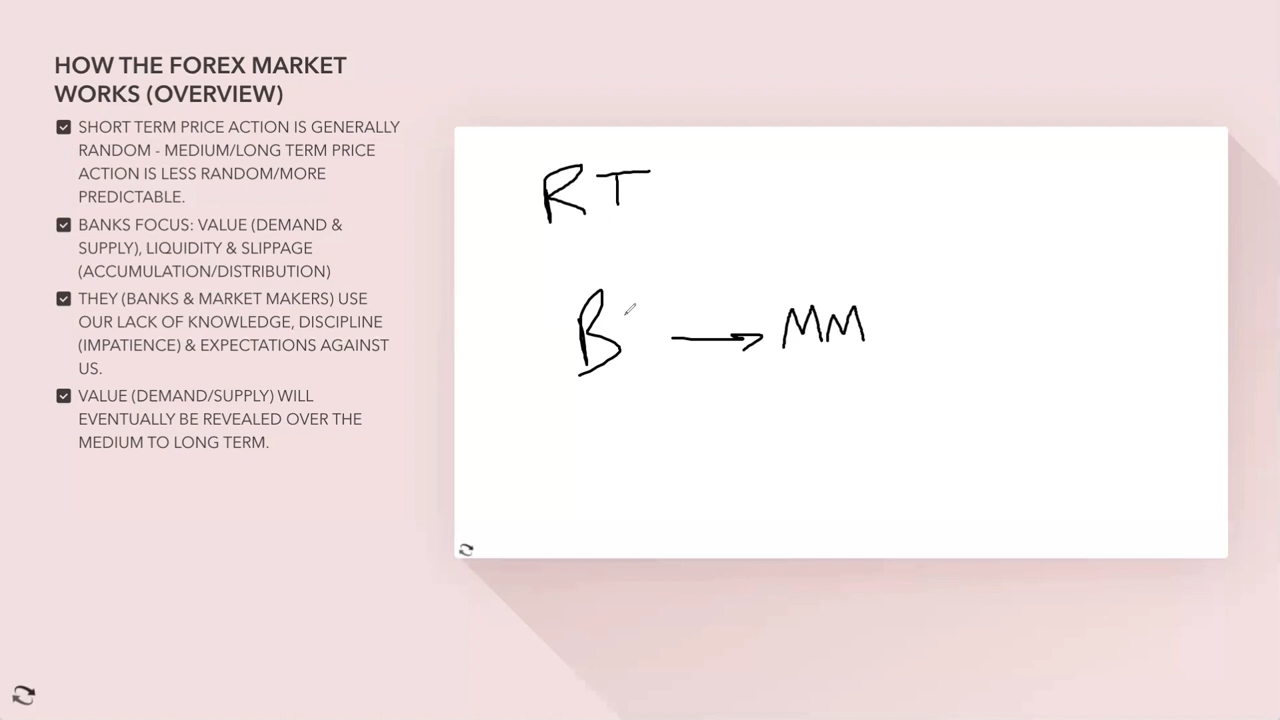 HOW THE FOREX MARKET
WORKS (OVERVIEW)
SHORT TERM PRICE ACTION IS GENERALLY
RANDOM - MEDIUM/LONG TERM PRICE
ACTION IS LESS RANDOM/MORE
PREDICTABLE.
BANKS FOCUS: VALUE (DEMAND &
SUPPLY), LIQUIDITY & SLIPPAGE
(ACCUMULATION/DISTRIBUTION)
THEY (BANKS & MARKET MAKERS) USE
OUR LACK OF KNOWLEDGE, DISCIPLINE
(IMPATIENCE) & EXPECTATIONS AGAINST
US.
VALUE (DEMAND/SUPPLY) WILL
EVENTUALLY BE REVEALED OVER THE
MEDIUM TO LONG TERM.
RT
B → MM